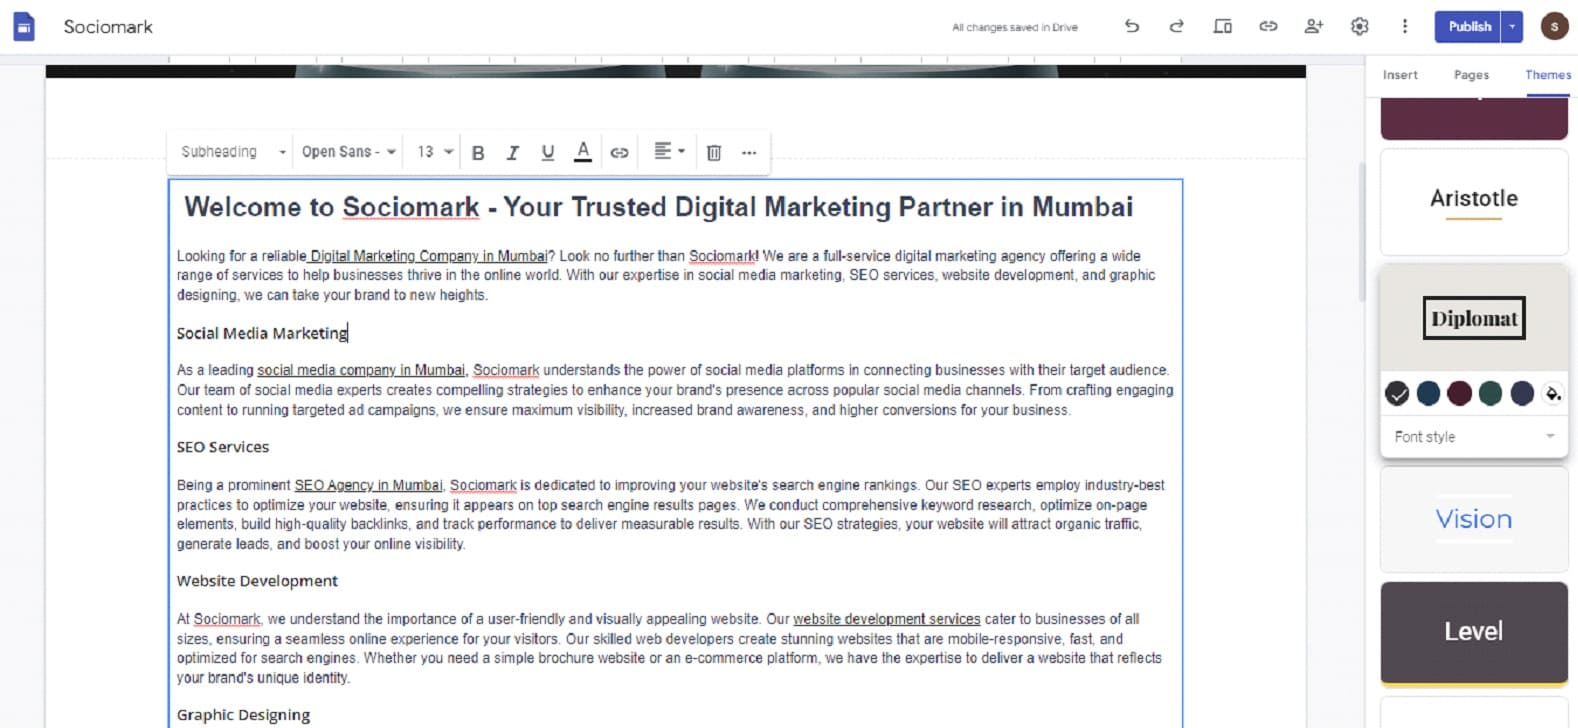 Sociomark
All changes saved in Drive
Publish
S
Insert Pages Themes
Subheading Open Sans - 13 B I U A
Welcome to Sociomark - Your Trusted Digital Marketing Partner in Mumbai
Looking for a reliable Digital Marketing Company in Mumbai? Look no further than Sociomark! We are a full-service digital marketing agency offering a wide
range of services to help businesses thrive in the online world. With our expertise in social media marketing, SEO services, website development, and graphic
designing, we can take your brand to new heights.
Social Media Marketing
As a leading social media company in Mumbai, Sociomark understands the power of social media platforms in connecting businesses with their target audience.
Our team of social media experts creates compelling strategies to enhance your brand's presence across popular social media channels. From crafting engaging
content to running targeted ad campaigns, we ensure maximum visibility, increased brand awareness, and higher conversions for your business.
SEO Services
Being a prominent SEO Agency in Mumbai, Sociomark is dedicated to improving your website's search engine rankings. Our SEO experts employ industry-best
practices to optimize your website, ensuring it appears on top search engine results pages. We conduct comprehensive keyword research, optimize on-page
elements, build high-quality backlinks, and track performance to deliver measurable results. With our SEO strategies, your website will attract organic traffic,
generate leads, and boost your online visibility.
Website Development
At Sociomark, we understand the importance of a user-friendly and visually appealing website. Our website development services cater to businesses of all
sizes, ensuring a seamless online experience for your visitors. Our skilled web developers create stunning websites that are mobile-responsive, fast, and
optimized for search engines. Whether you need a simple brochure website or an e-commerce platform, we have the expertise to deliver a website that reflects
your brand's unique identity.
Graphic Designing
Aristotle
Diplomat
Font style
Vision
Level